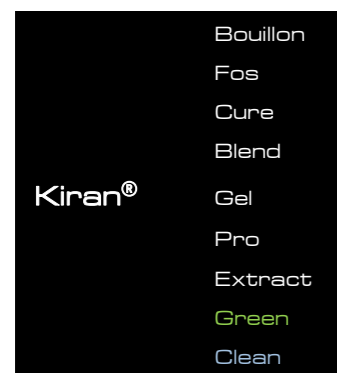 Bouillon
Fos
Cure
Blend
Kiran®
Gel
Pro
Extract
Green
Clean